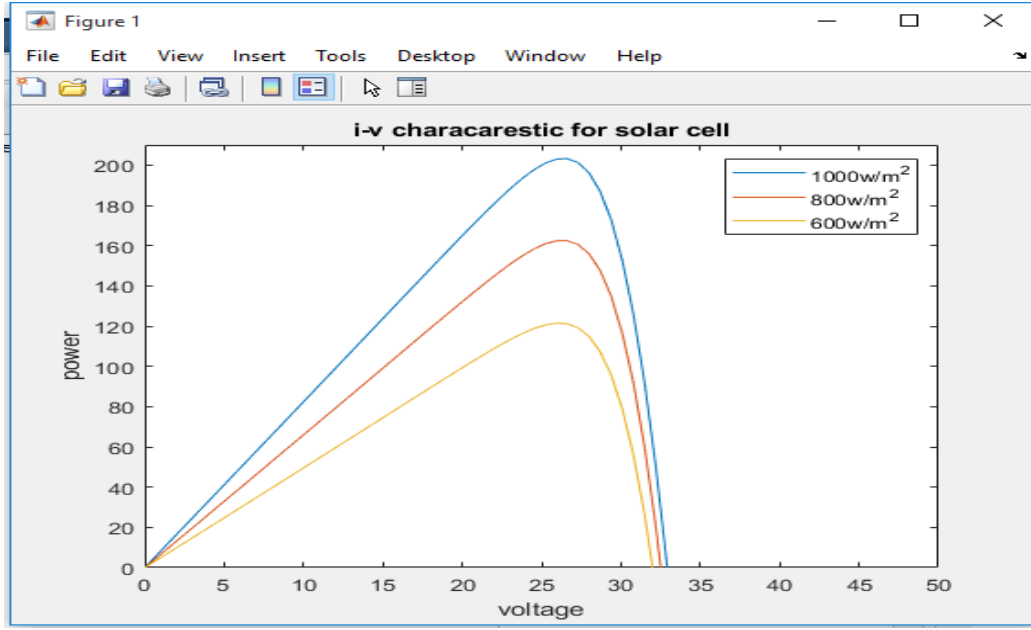 Figure 1
File Edit View Insert Tools Desktop Window Help
i-v characarestic for solar cell
1000w/m²
800w/m²
600w/m²
power
200
180
160
140
120
100
80
60
40
20
0
0 5 10 15 20 25 30 35 40 45 50
voltage